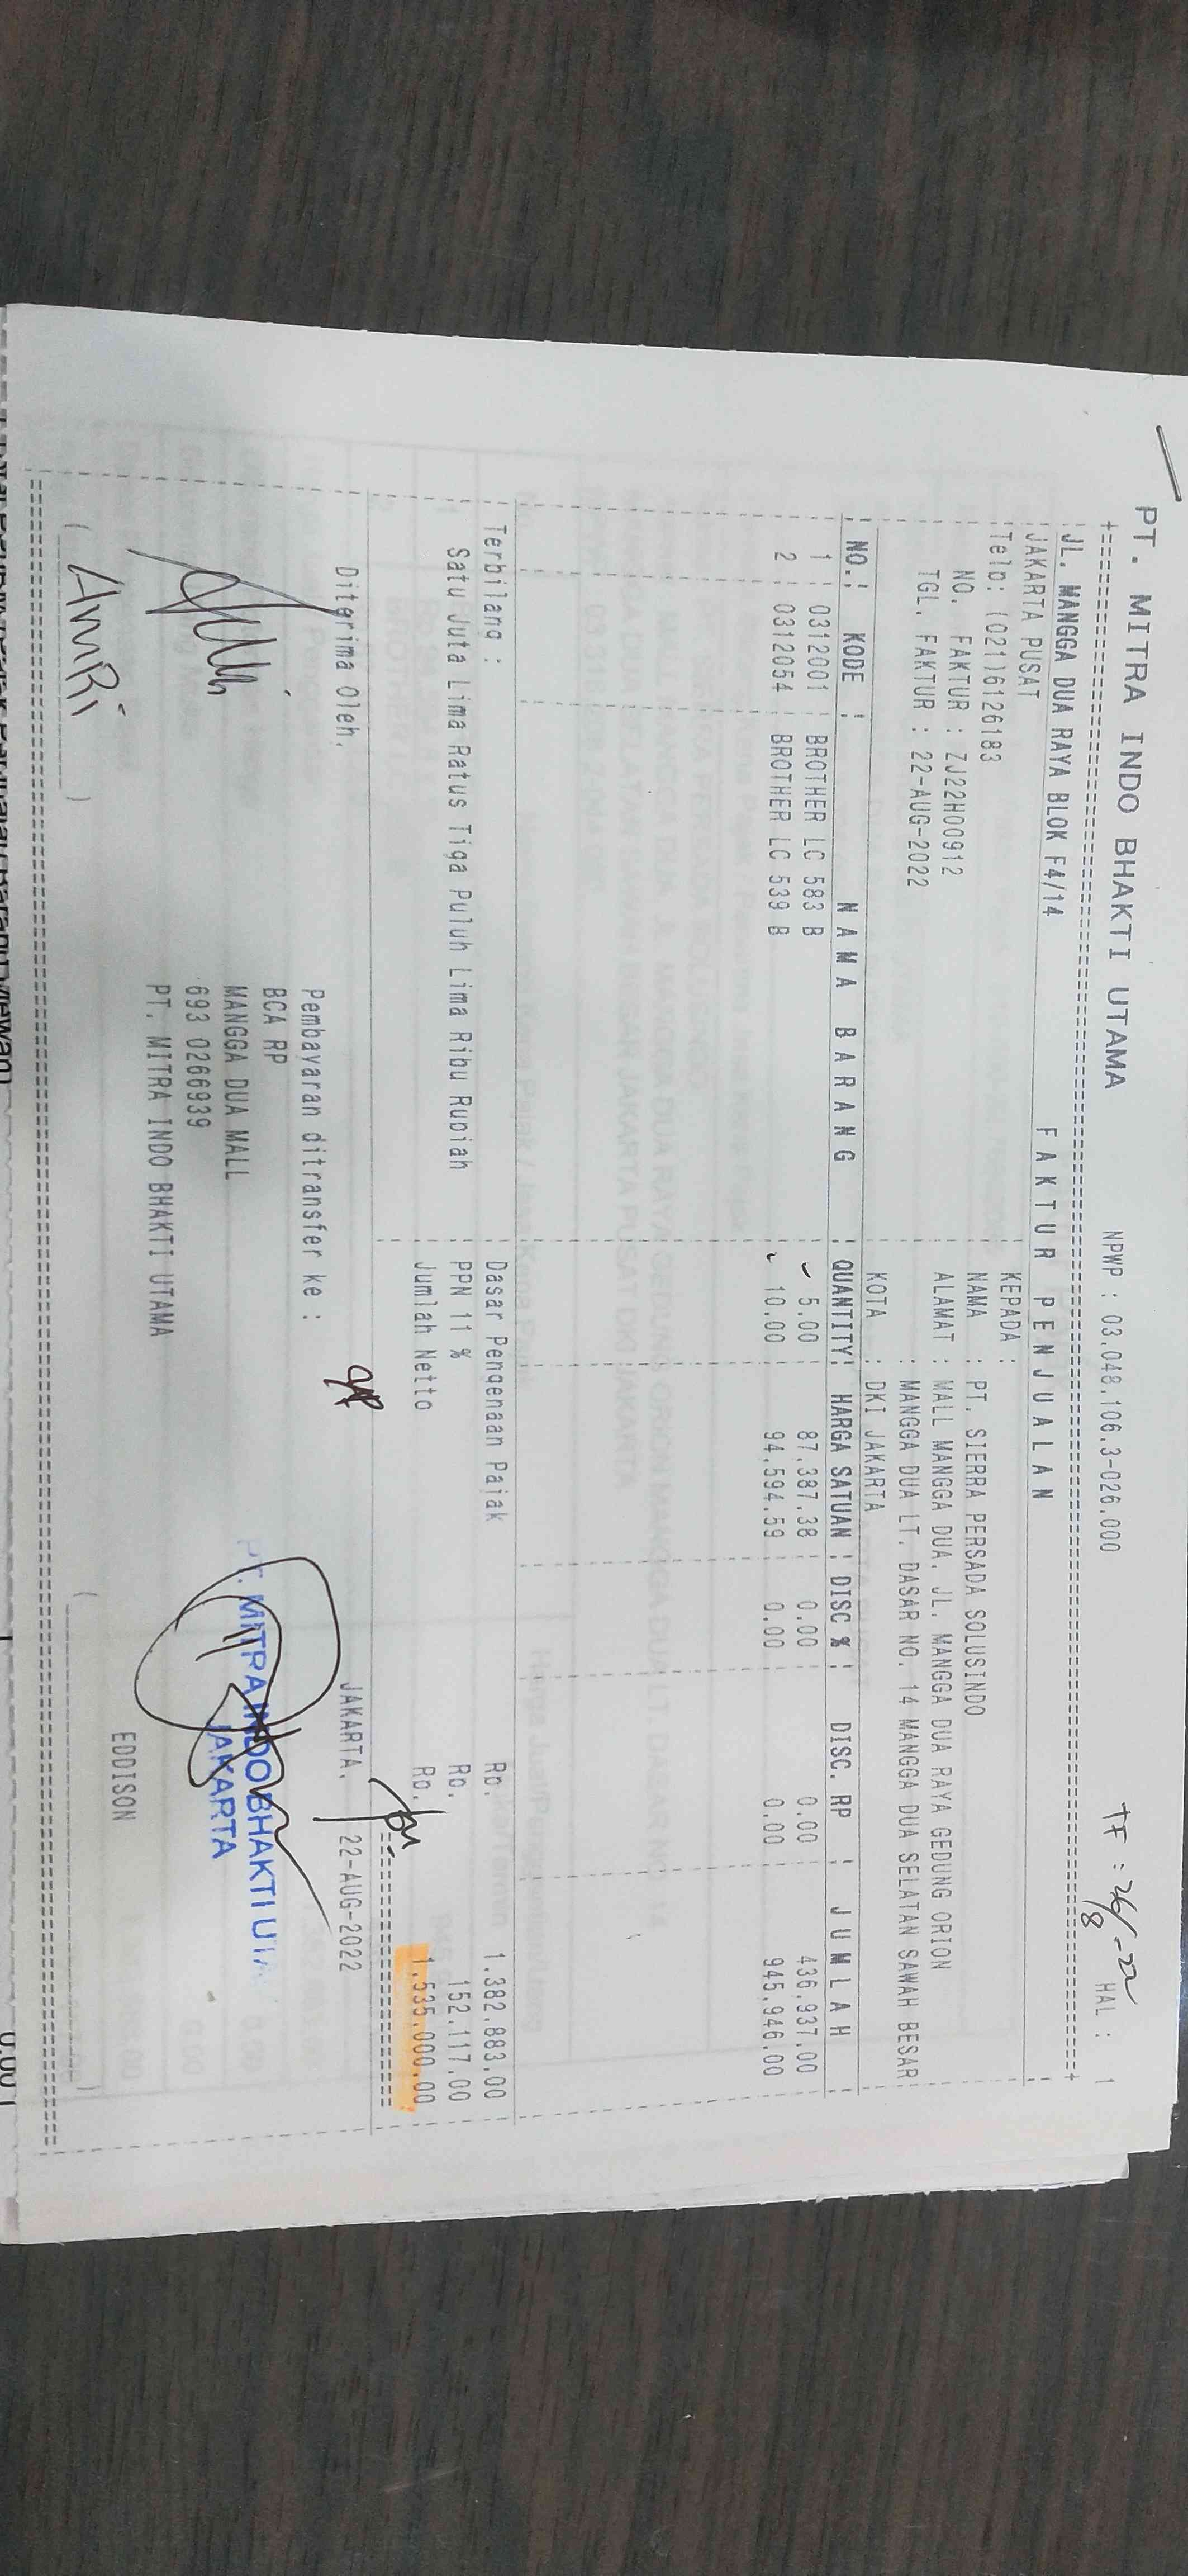 PT. MITRA INDO BHAKTI UTAMA NPWP : 03.048.106.3-026.000 HAL : 1
TF : 26/8-22
JL. MANGGA DUA RAYA BLOK F4/14 FAKTUR PENJUALAN
JAKARTA PUSAT KEPADA :
Telp: (021)6126183 NAMA : PT. SIERRA PERSADA SOLUSINDO
NO. FAKTUR : ZJ22H00912 ALAMAT : MALL MANGGA DUA, JL. MANGGA DUA RAYA GEDUNG ORION
TGL. FAKTUR : 22-AUG-2022 : MANGGA DUA LT. DASAR NO. 14 MANGGA DUA SELATAN SAWAH BESAR
KOTA : DKI JAKARTA
NO. KODE NAMA BARANG QUANTITY HARGA SATUAN DISC % DISC. RP JUMLAH
1 0312001 BROTHER LC 583 B 5.00 87,387.38 0.00 0.00 436,937.00
2 0312054 BROTHER LC 539 B 10.00 94,594.59 0.00 0.00 945,946.00
Terbilang : Dasar Pengenaan Pajak Rp. 1,382,883.00
Satu Juta Lima Ratus Tiga Puluh Lima Ribu Rupiah PPN 11 % Rp. 152,117.00
Jumlah Netto Rp. 1,535,000.00
Diterima Oleh, JAKARTA, 22-AUG-2022
Pembayaran ditransfer ke :
BCA RP
MANGGA DUA MALL
693 0266939
PT. MITRA INDO BHAKTI UTAMA
PT. MITRA INDO BHAKTI UTA
JAKARTA
EDDISON
( AMRi )